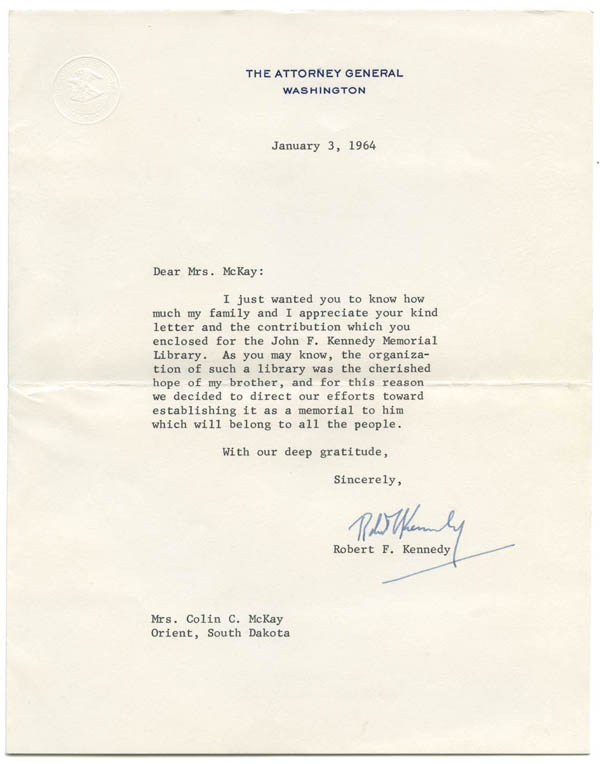 THE ATTORNEY GENERAL
WASHINGTON
January 3, 1964
Dear Mrs. McKay:
I just wanted you to know how
much my family and I appreciate your kind
letter and the contribution which you
enclosed for the John F. Kennedy Memorial
Library. As you may know, the organiza-
tion of such a library was the cherished
hope of my brother, and for this reason
we decided to direct our efforts toward
establishing it as a memorial to him
which will belong to all the people.
With our deep gratitude,
Sincerely,
Robt Kennedy
Robert F. Kennedy
Mrs. Colin C. McKay
Orient, South Dakota